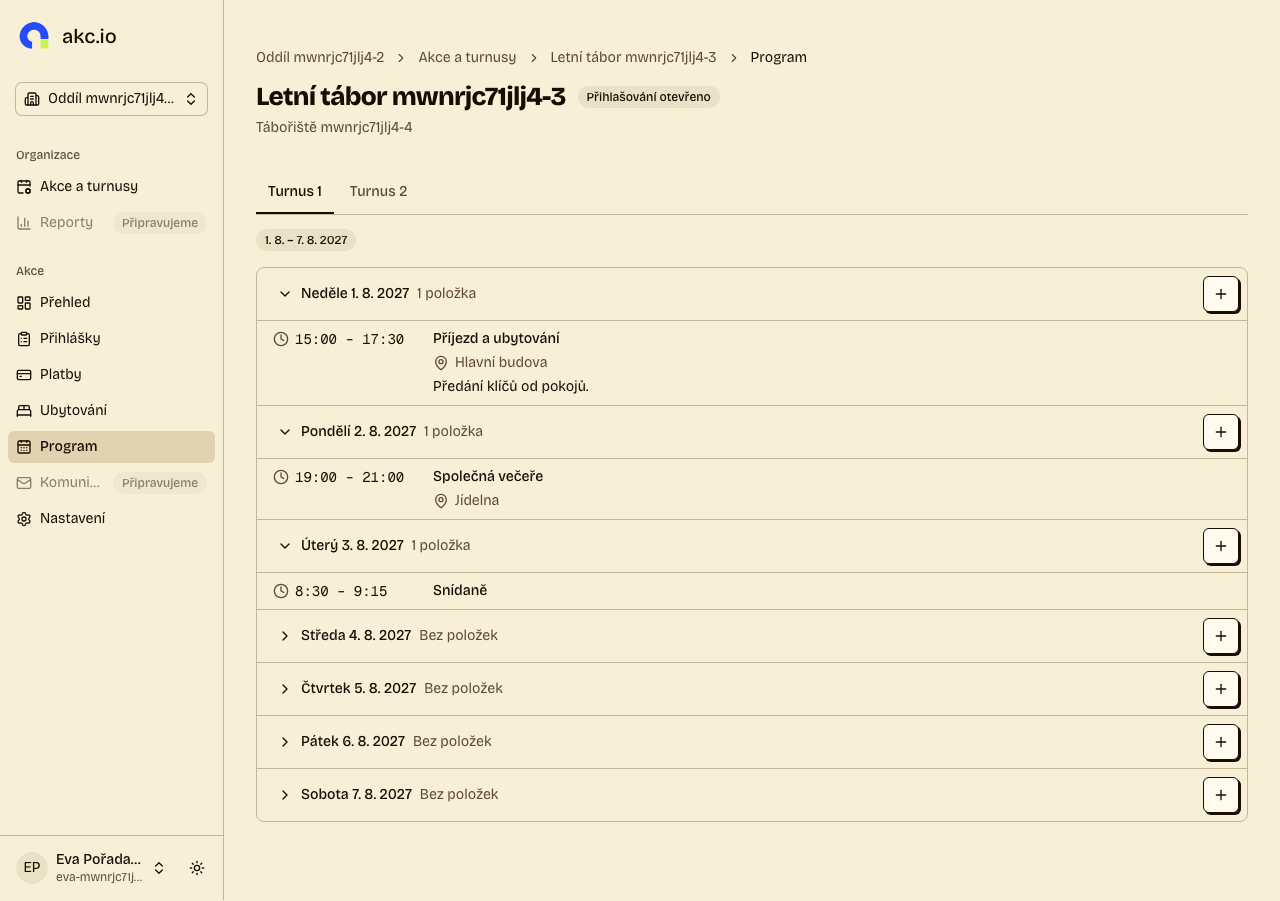 akc.io
Oddíl mwnrjc71jlj4...
Organizace
Akce a turnusy
Reporty Připravujeme
Akce
Přehled
Přihlášky
Platby
Ubytování
Program
Komuni... Připravujeme
Nastavení
EP
Eva Pořada...
eva-mwnrjc71j...
Oddíl mwnrjc71jlj4-2 > Akce a turnusy > Letní tábor mwnrjc71jlj4-3 > Program
Letní tábor mwnrjc71jlj4-3 Přihlašování otevřeno
Tábořiště mwnrjc71jlj4-4
Turnus 1 Turnus 2
1. 8. – 7. 8. 2027
Neděle 1. 8. 2027 1 položka
15:00 – 17:30 Příjezd a ubytování
Hlavní budova
Předání klíčů od pokojů.
Pondělí 2. 8. 2027 1 položka
19:00 – 21:00 Společná večeře
Jídelna
Úterý 3. 8. 2027 1 položka
8:30 – 9:15 Snídaně
Středa 4. 8. 2027 Bez položek
Čtvrtek 5. 8. 2027 Bez položek
Pátek 6. 8. 2027 Bez položek
Sobota 7. 8. 2027 Bez položek